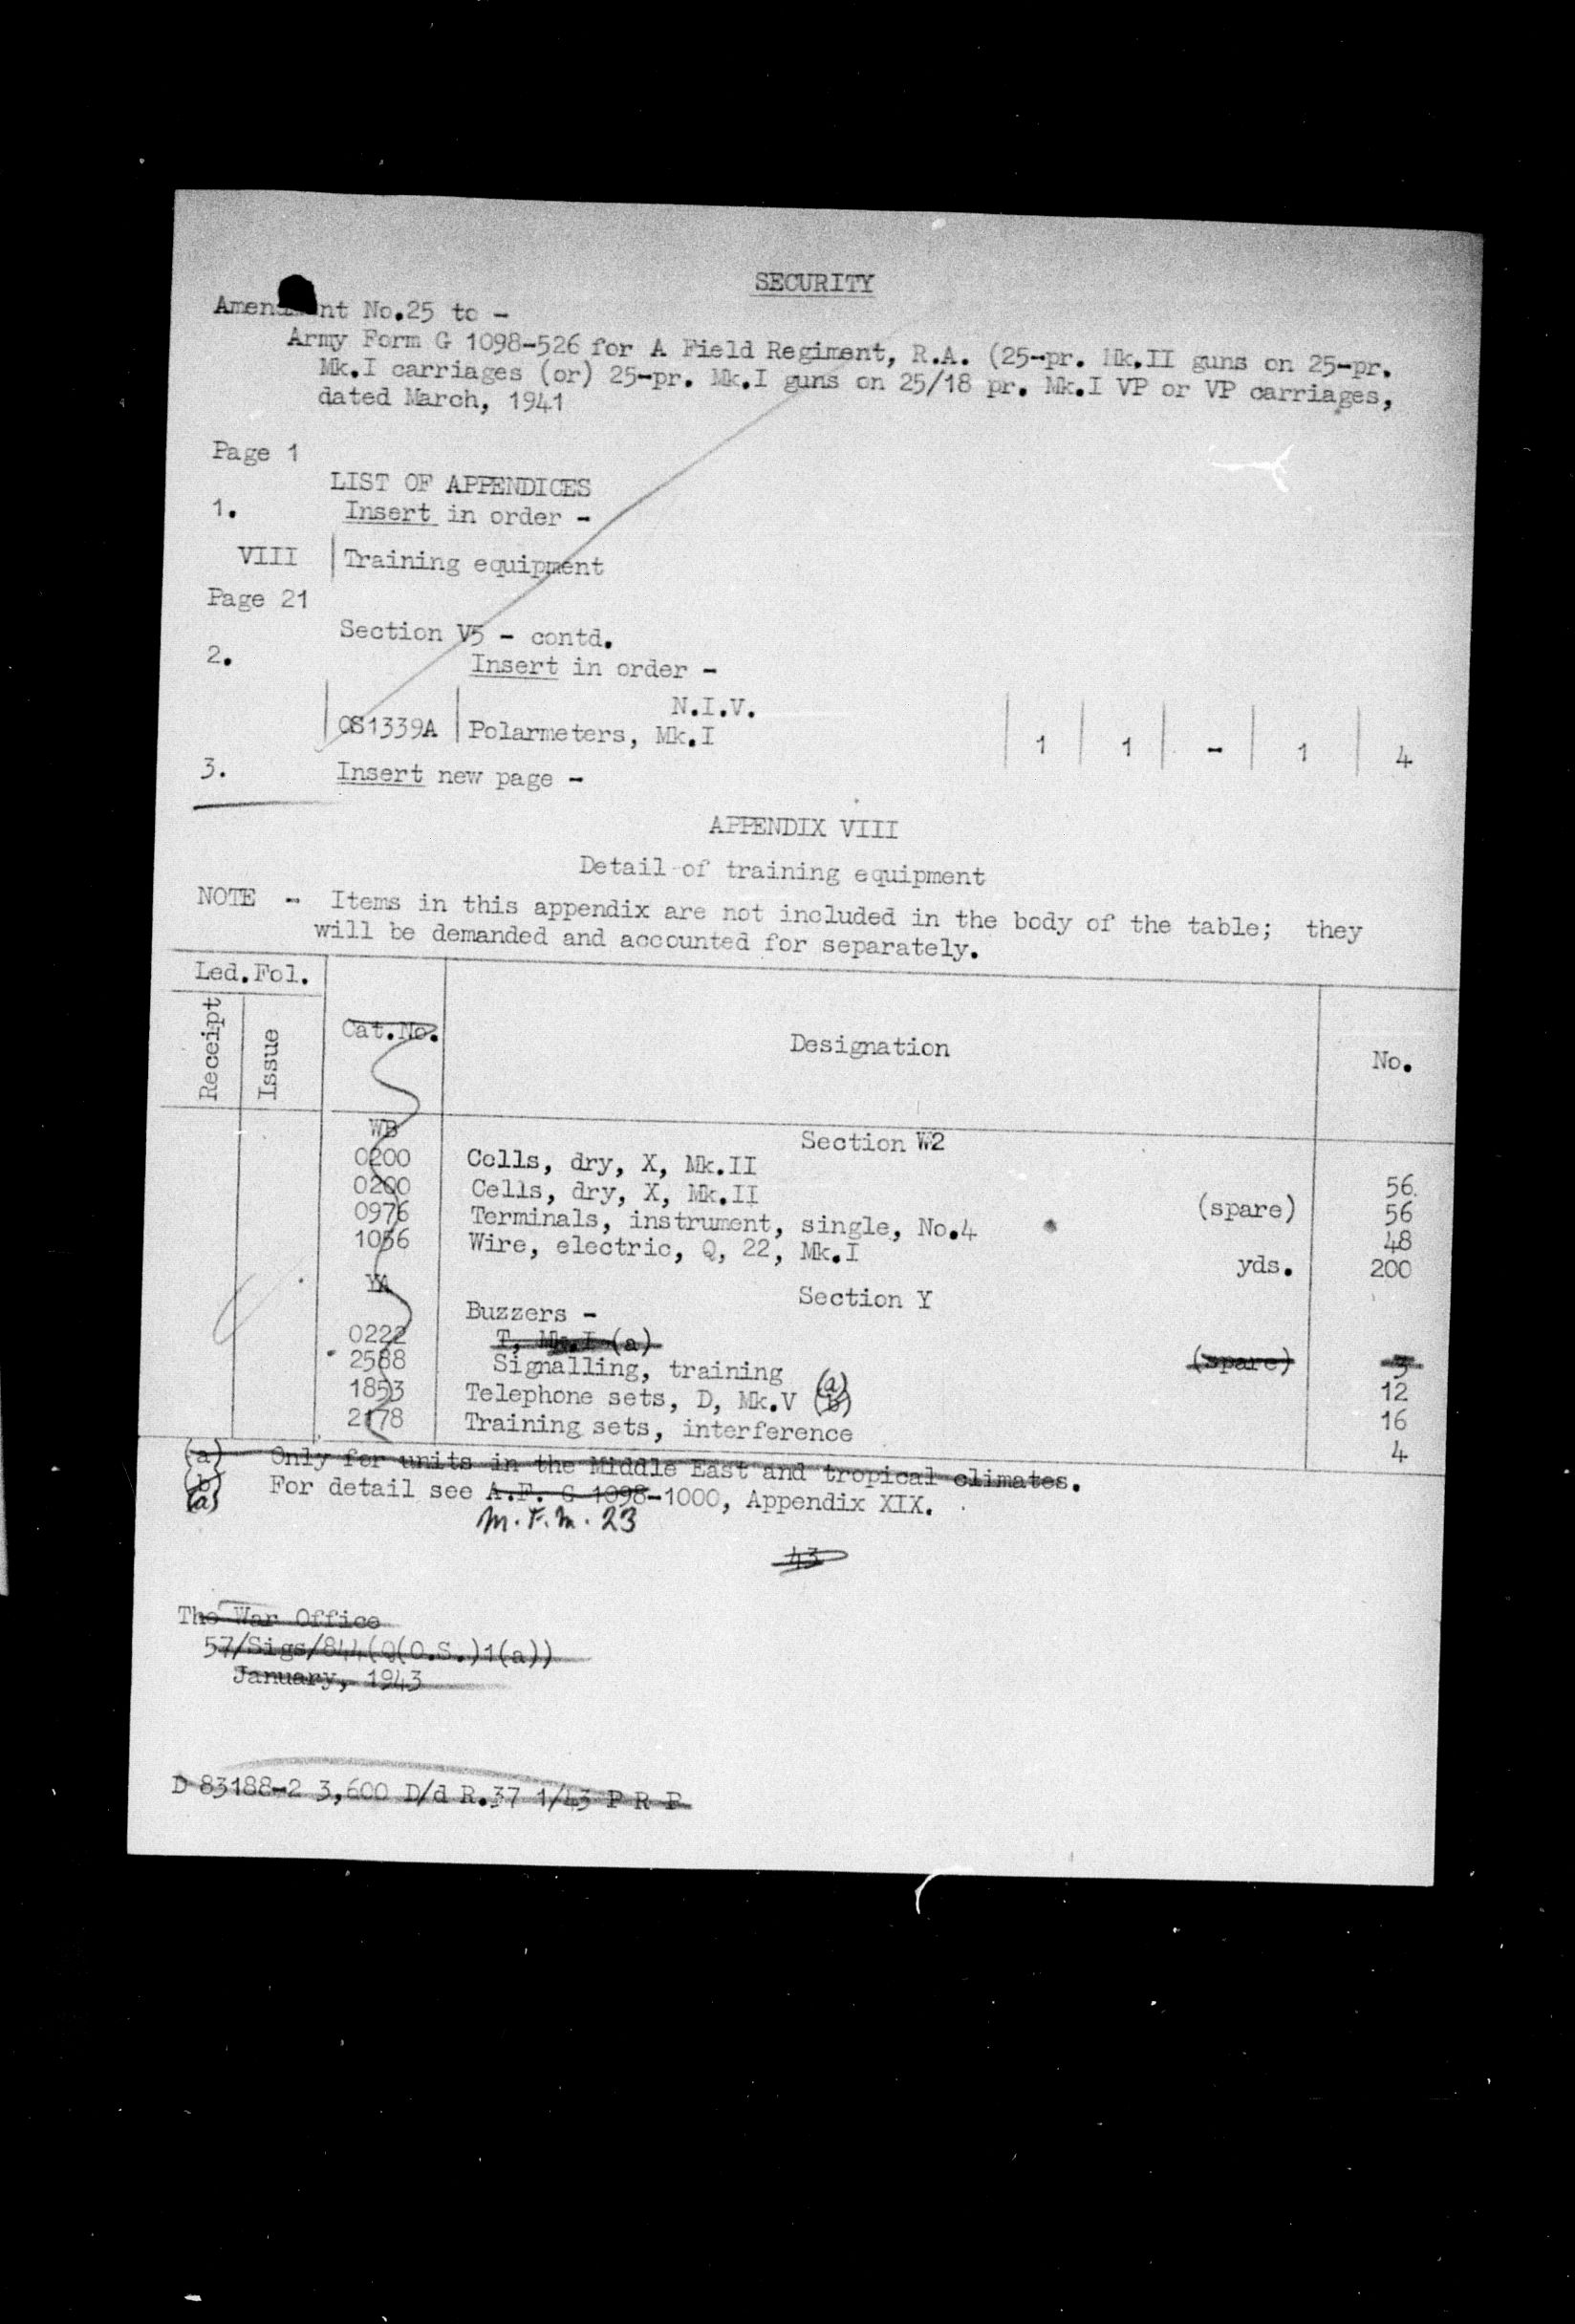 SECURITY
Amendment No.25 to -
Army Form G 1098-526 for A Field Regiment, R.A. (25-pr. Mk.II guns on 25-pr.
Mk.I carriages (or) 25-pr. Mk.I guns on 25/18 pr. Mk.I VP or VP carriages,
dated March, 1941
Page 1
LIST OF APPENDICES
1. Insert in order -
VIII Training equipment
Page 21
Section V5 - contd.
2. Insert in order -
N.I.V.
OS1339A Polarmeters, Mk.I 1 1 - 1 4
3. Insert new page -
APPENDIX VIII
Detail of training equipment
NOTE - Items in this appendix are not included in the body of the table; they
will be demanded and accounted for separately.
Led.Fol.
Receipt Issue Cat.No. Designation No.
WB Section W2
0200 Cells, dry, X, Mk.II 56
0200 Cells, dry, X, Mk.II (spare) 56
0976 Terminals, instrument, single, No.4 48
1056 Wire, electric, Q, 22, Mk.I yds. 200
YA Section Y
Buzzers -
0222 T, Mk.I (a) (spare) 3
2588 Signalling, training 12
1853 Telephone sets, D, Mk.V (b) (a) 16
2178 Training sets, interference 4
(a) Only for units in the Middle East and tropical climates.
(b) (a) For detail see A.F. G 1098-1000, Appendix XIX.
M.F.M. 23
43
The War Office
57/Sigs/844(Q(O.S.)1(a))
January, 1943
D 83188-2 3,600 D/d R.37 1/43 P R P